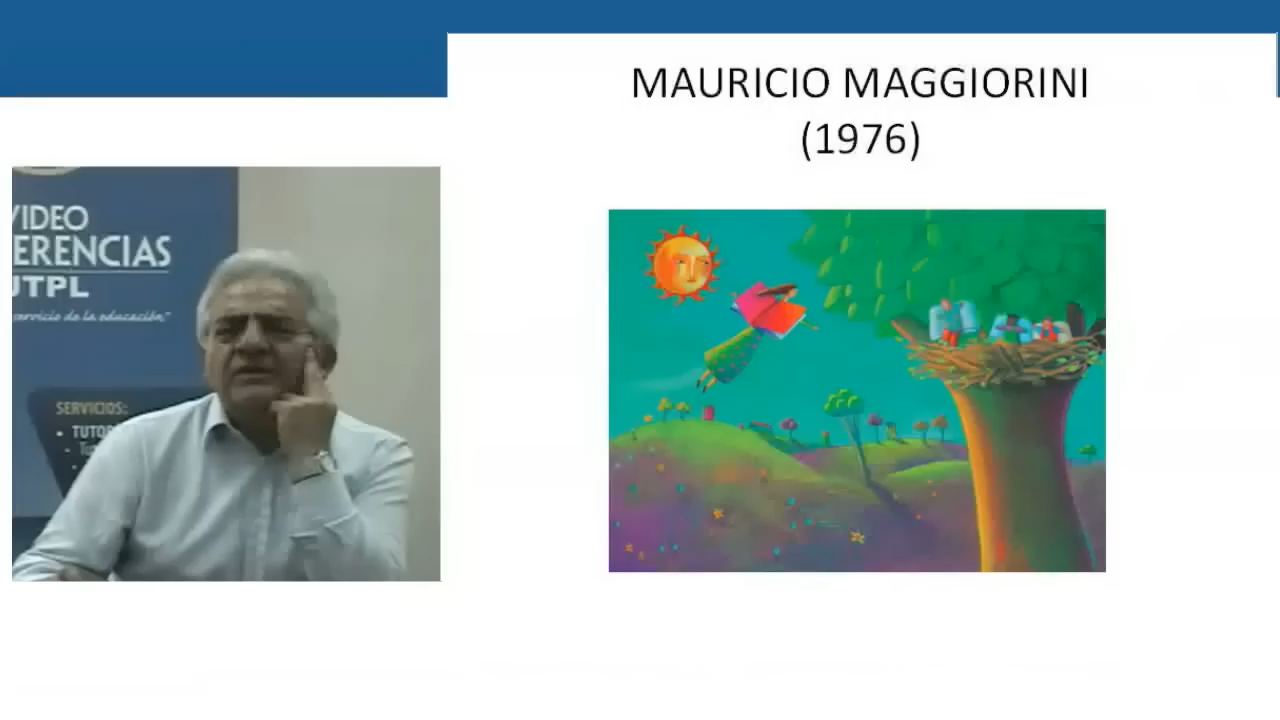 MAURICIO MAGGIORINI
(1976)
VIDEO
ERENCIAS
UTPL
servicio de la educación"
SERVICIOS: